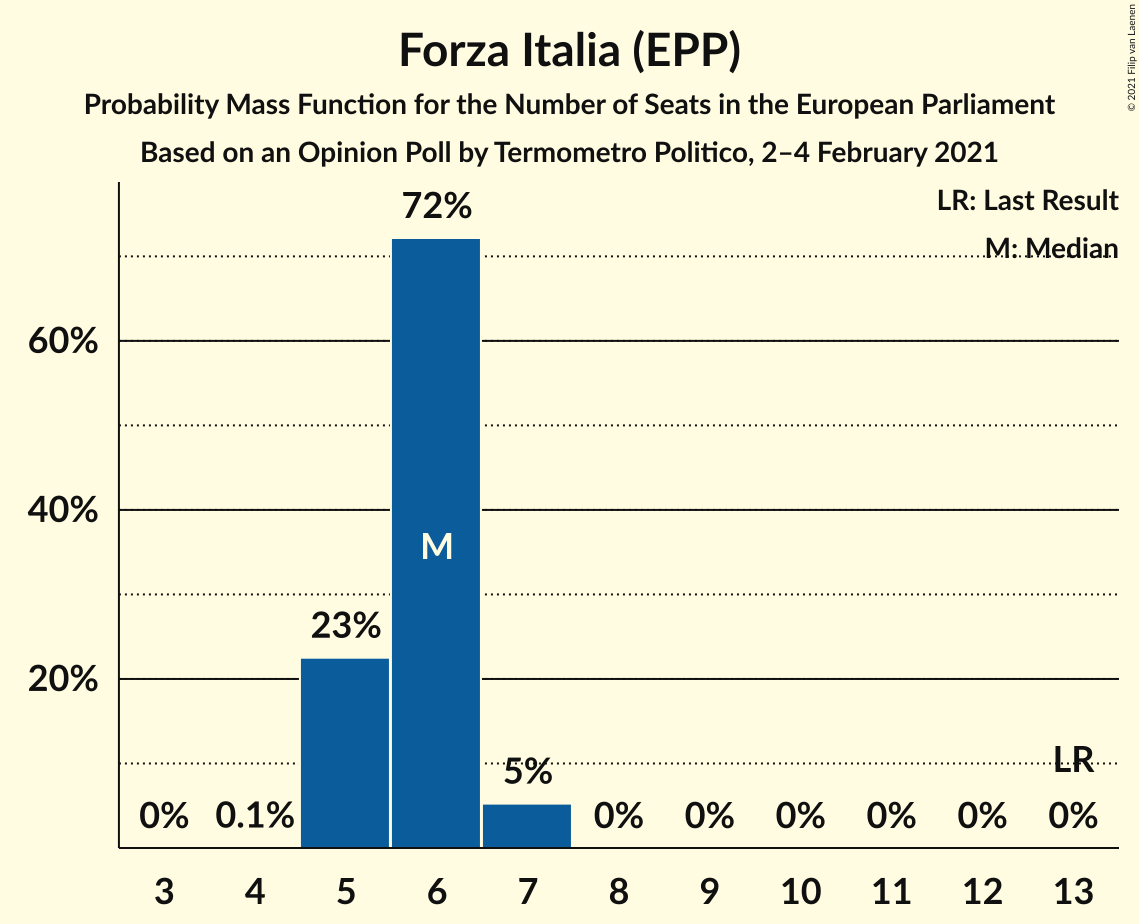 Forza Italia (EPP)
Probability Mass Function for the Number of Seats in the European Parliament
Based on an Opinion Poll by Termometro Politico, 2–4 February 2021
© 2021 Filip van Laenen
LR: Last Result
M: Median
72%
60%
40%
M
23%
20%
5%
LR
0% 0.1% 0% 0% 0% 0% 0% 0%
3 4 5 6 7 8 9 10 11 12 13